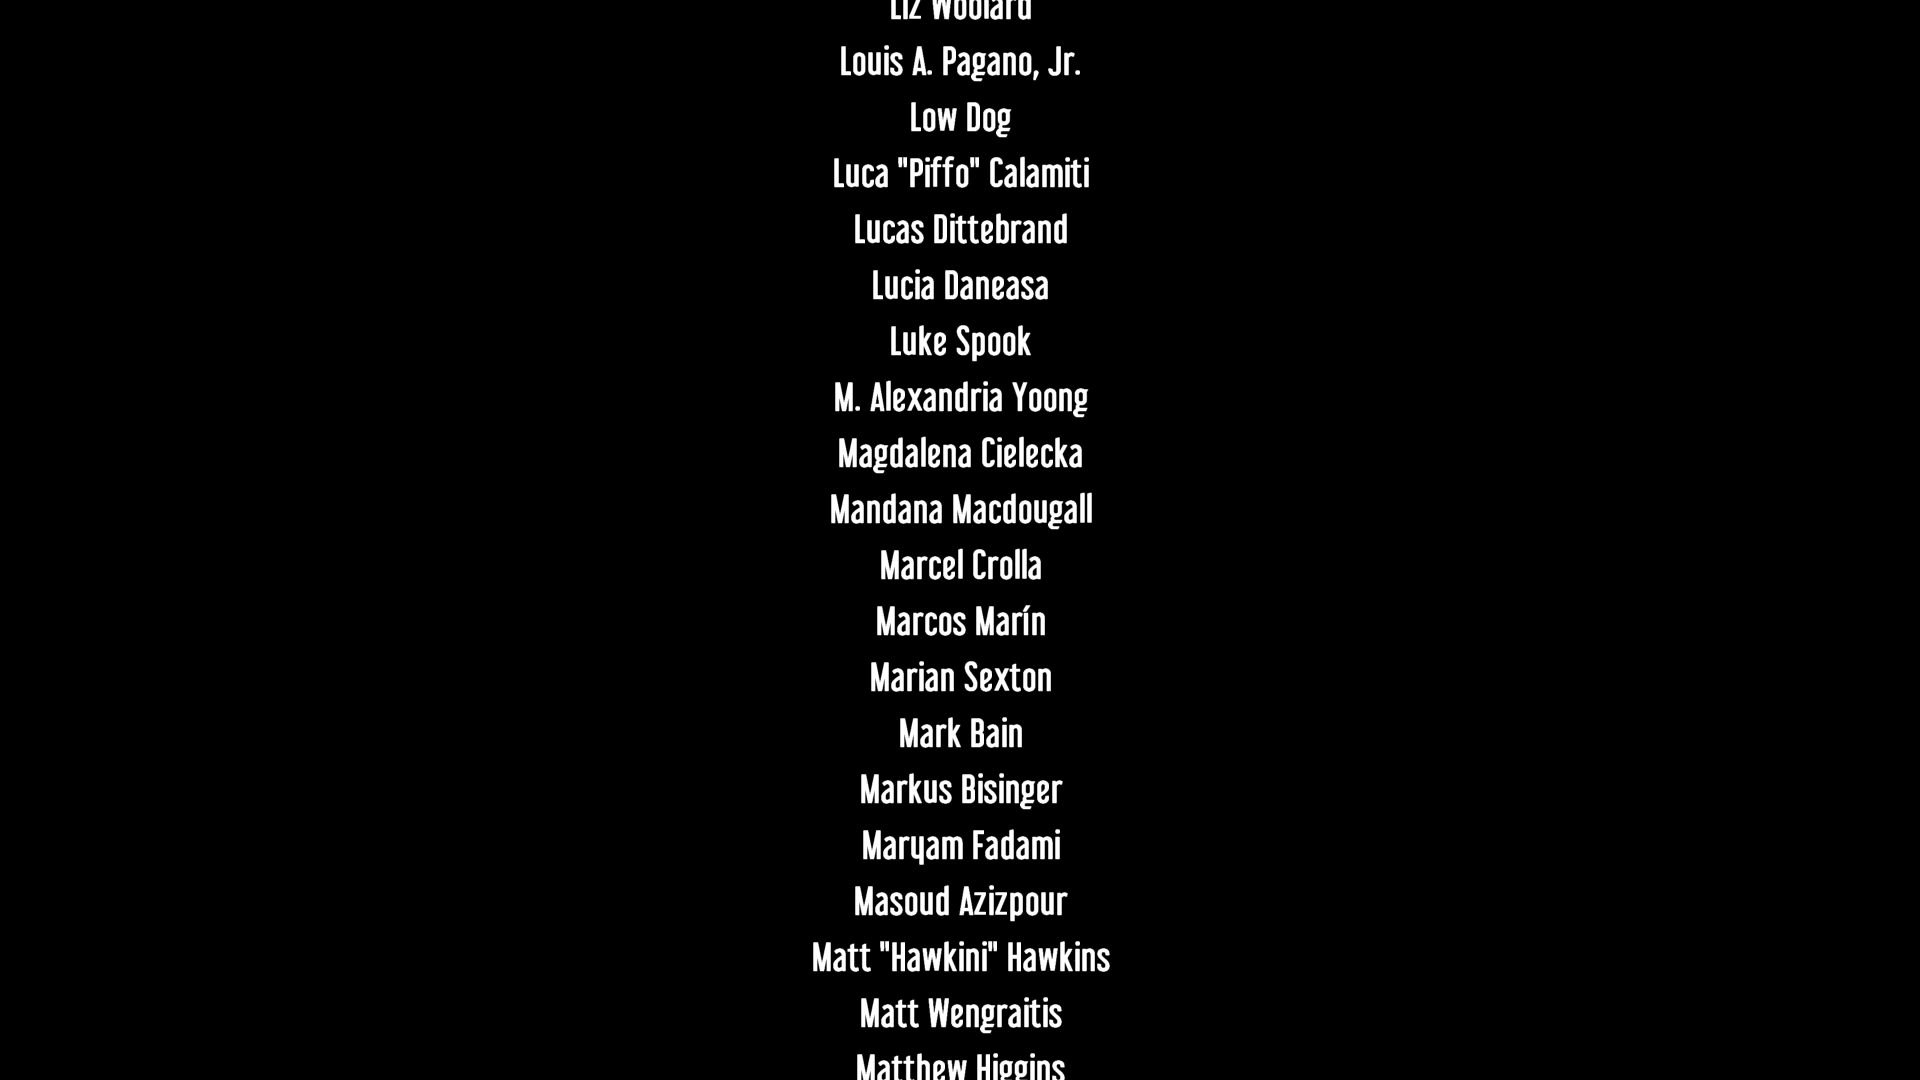 Liz Woolard
Louis A. Pagano, Jr.
Low Dog
Luca "Piffo" Calamiti
Lucas Dittebrand
Lucia Daneasa
Luke Spook
M. Alexandria Yoong
Magdalena Cielecka
Mandana Macdougall
Marcel Crolla
Marcos Marín
Marian Sexton
Mark Bain
Markus Bisinger
Maryam Fadami
Masoud Azizpour
Matt "Hawkini" Hawkins
Matt Wengraitis
Matthew Higgins